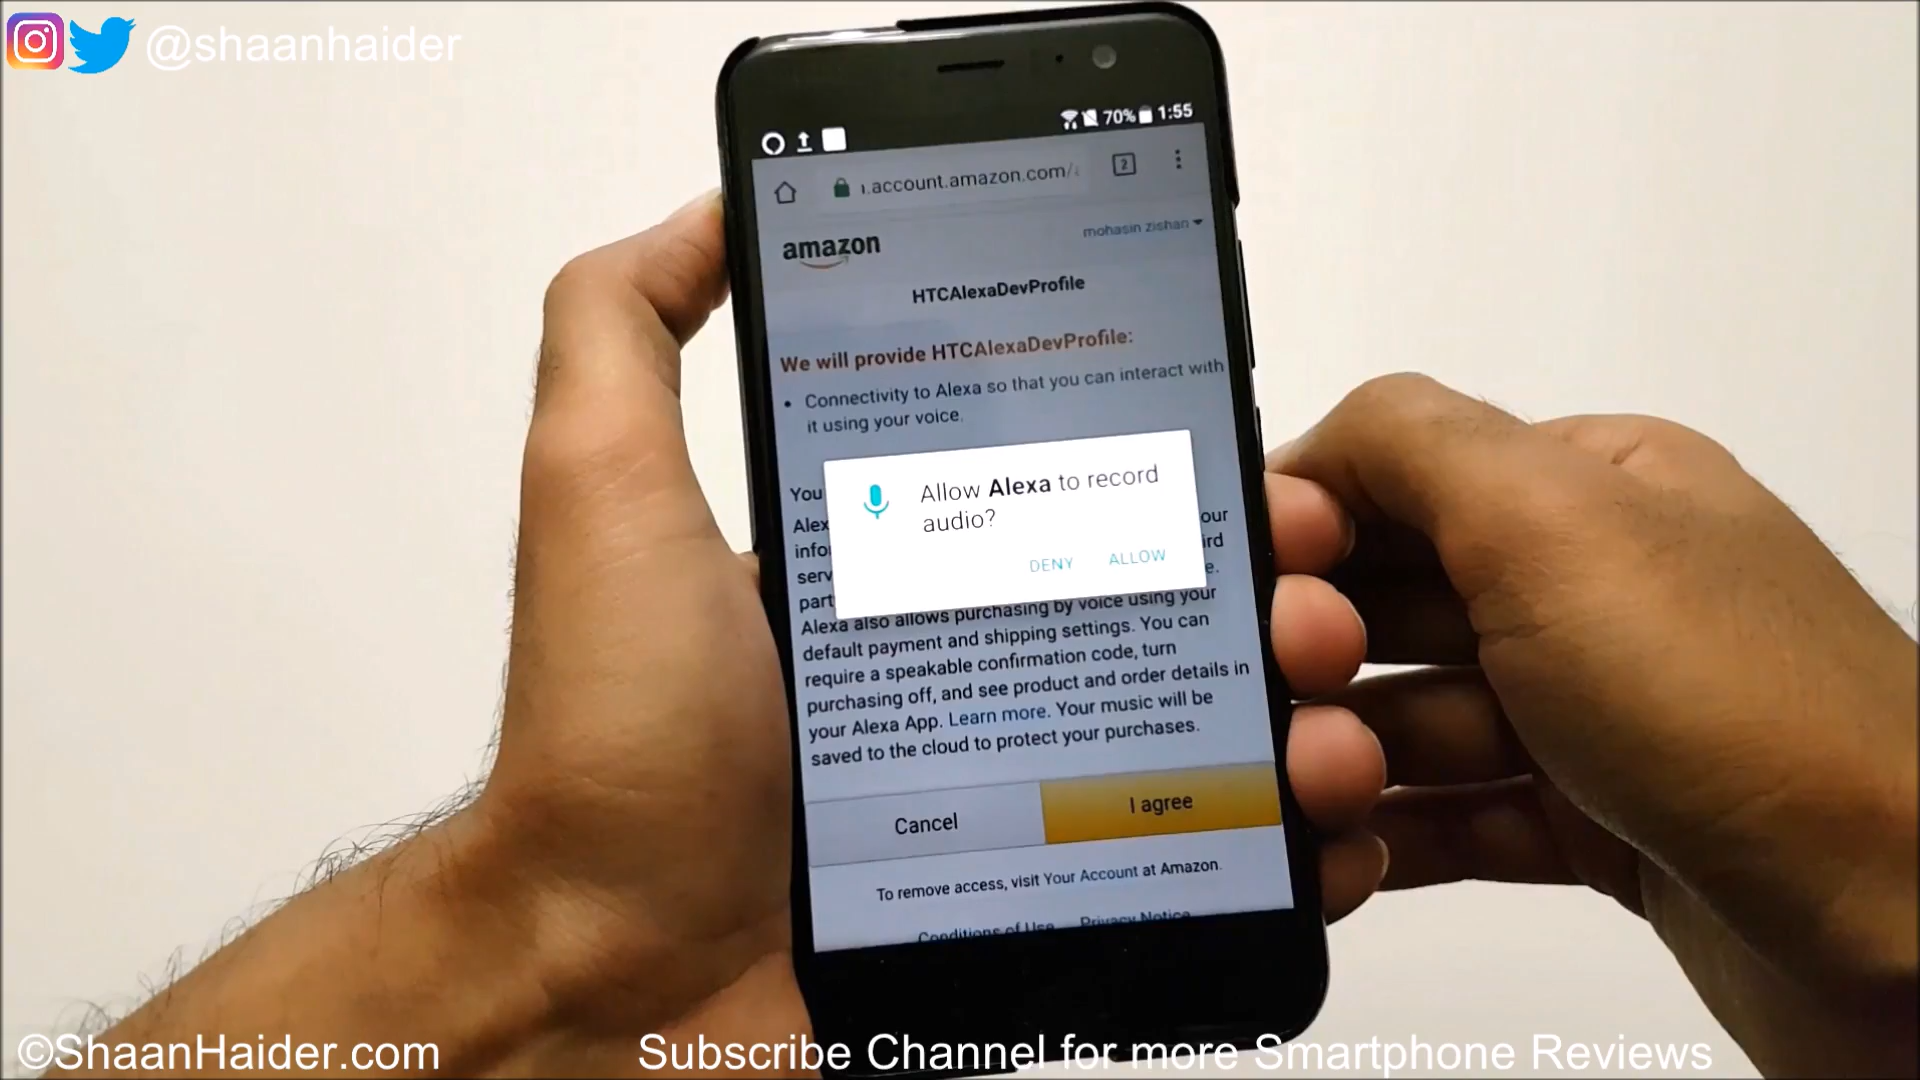 @shaanhaider
70% 1:55
.account.amazon.com/
2
mohasin zishan
amazon
HTCAlexaDevProfile
We will provide HTCAlexaDevProfile:
• Connectivity to Alexa so that you can interact with
it using your voice.
Allow Alexa to record
audio?
DENY ALLOW
You
Alex our
info ird
serv e.
part
Alexa also allows purchasing by voice using your
default payment and shipping settings. You can
require a speakable confirmation code, turn
purchasing off, and see product and order details in
your Alexa App. Learn more. Your music will be
saved to the cloud to protect your purchases.
Cancel I agree
To remove access, visit Your Account at Amazon.
Conditions of Use Privacy Notice
©ShaanHaider.com
Subscribe Channel for more Smartphone Reviews